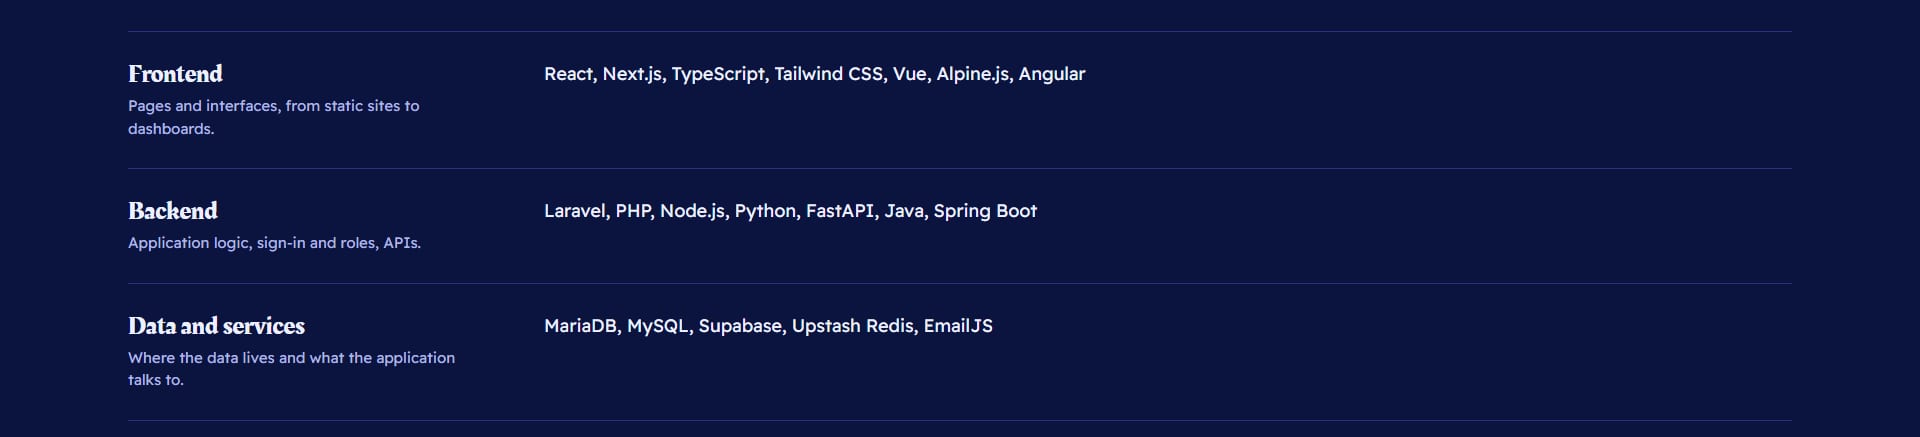 Frontend
React, Next.js, TypeScript, Tailwind CSS, Vue, Alpine.js, Angular
Pages and interfaces, from static sites to
dashboards.
Backend
Laravel, PHP, Node.js, Python, FastAPI, Java, Spring Boot
Application logic, sign-in and roles, APIs.
Data and services
MariaDB, MySQL, Supabase, Upstash Redis, EmailJS
Where the data lives and what the application
talks to.